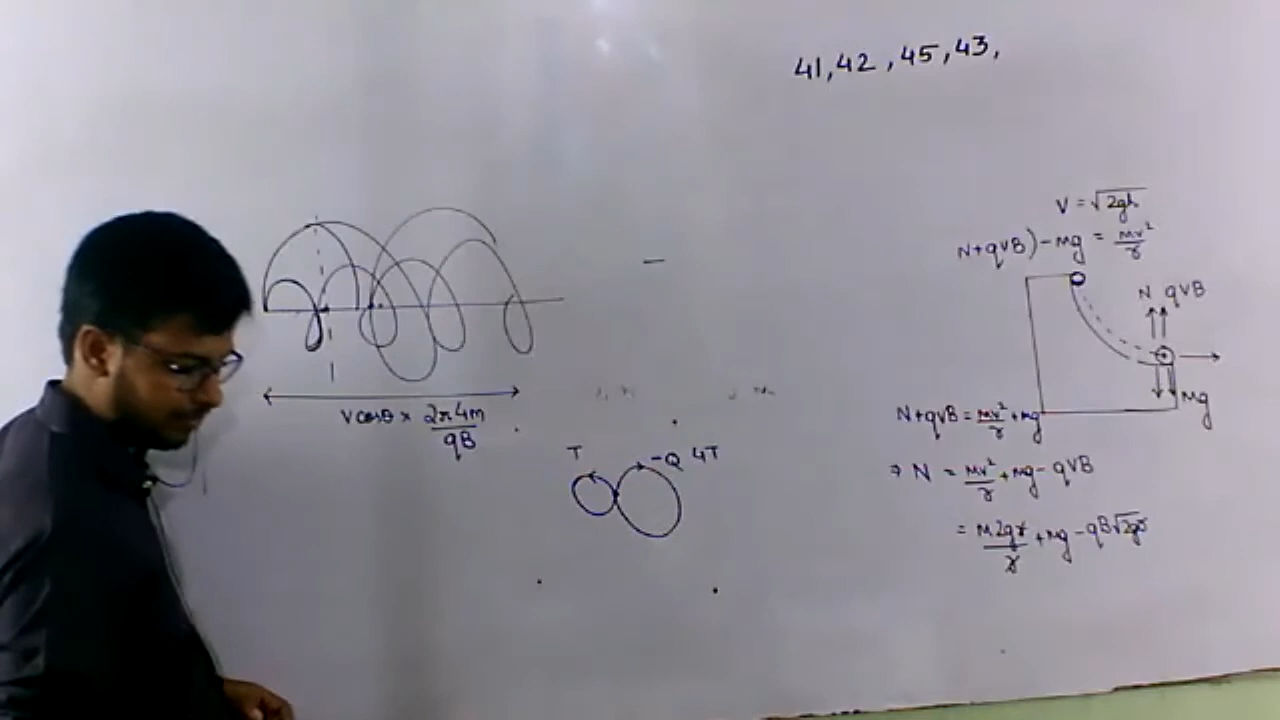 41, 42 , 45, 43,
V = √2gh
N+qVB) - mg = mv²/r
N qVB
mg
Vcosθ × 2π4m/qB
N+qVB = mv²/r + mg
T -Q 4T
⇒ N = mv²/r + mg - qVB
= m2gr/r + mg - qB√2gr